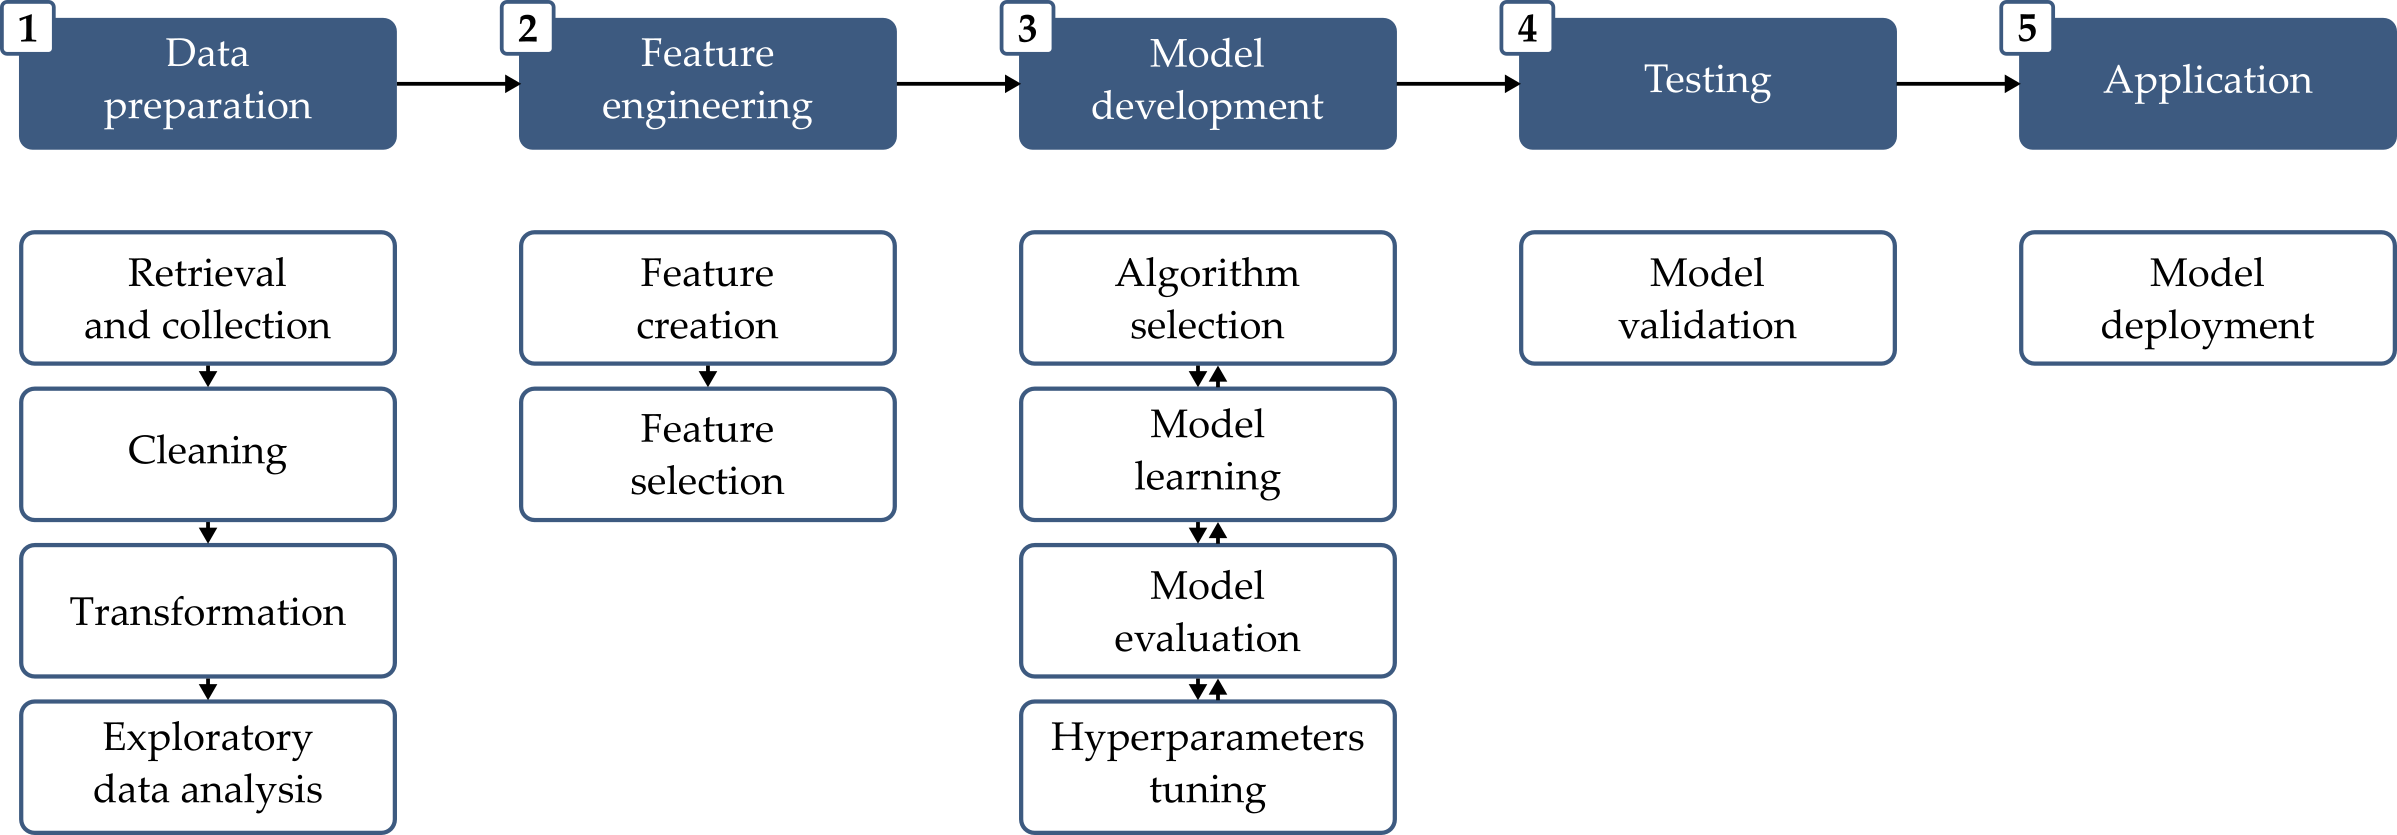 1
Data
preparation
2
Feature
engineering
3
Model
development
4
Testing
5
Application
Retrieval
and collection
Cleaning
Transformation
Exploratory
data analysis
Feature
creation
Feature
selection
Algorithm
selection
Model
learning
Model
evaluation
Hyperparameters
tuning
Model
validation
Model
deployment